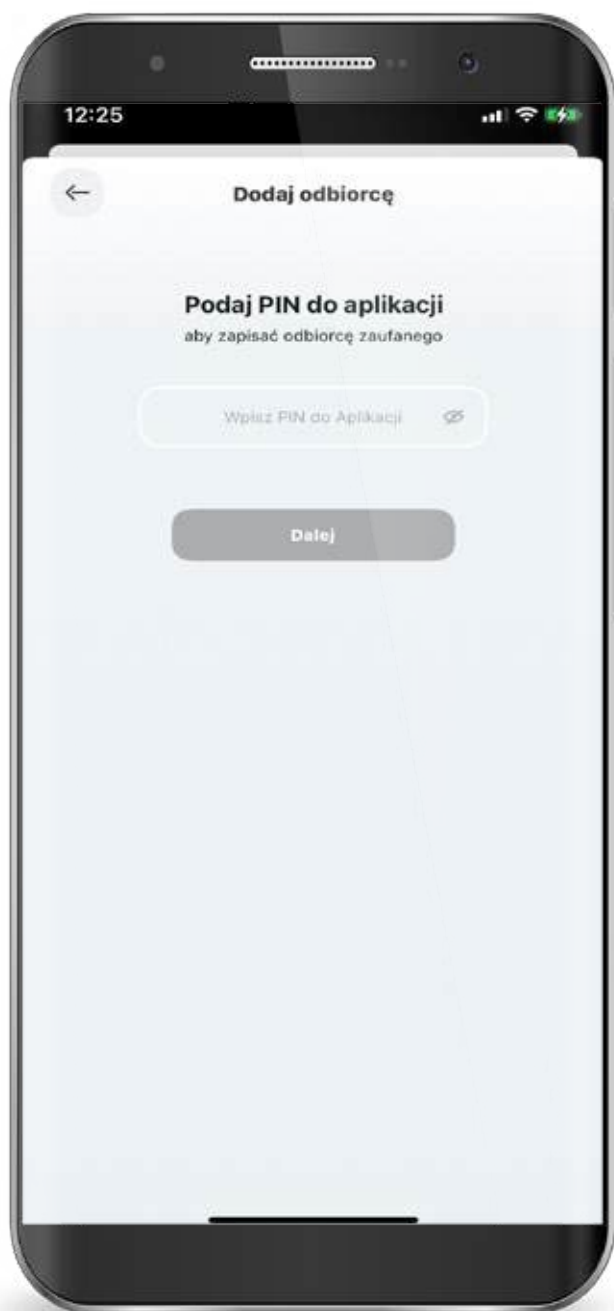 12:25
Dodaj odbiorcę
Podaj PIN do aplikacji
aby zapisać odbiorcę zaufanego
Wpisz PIN do Aplikacji
Dalej